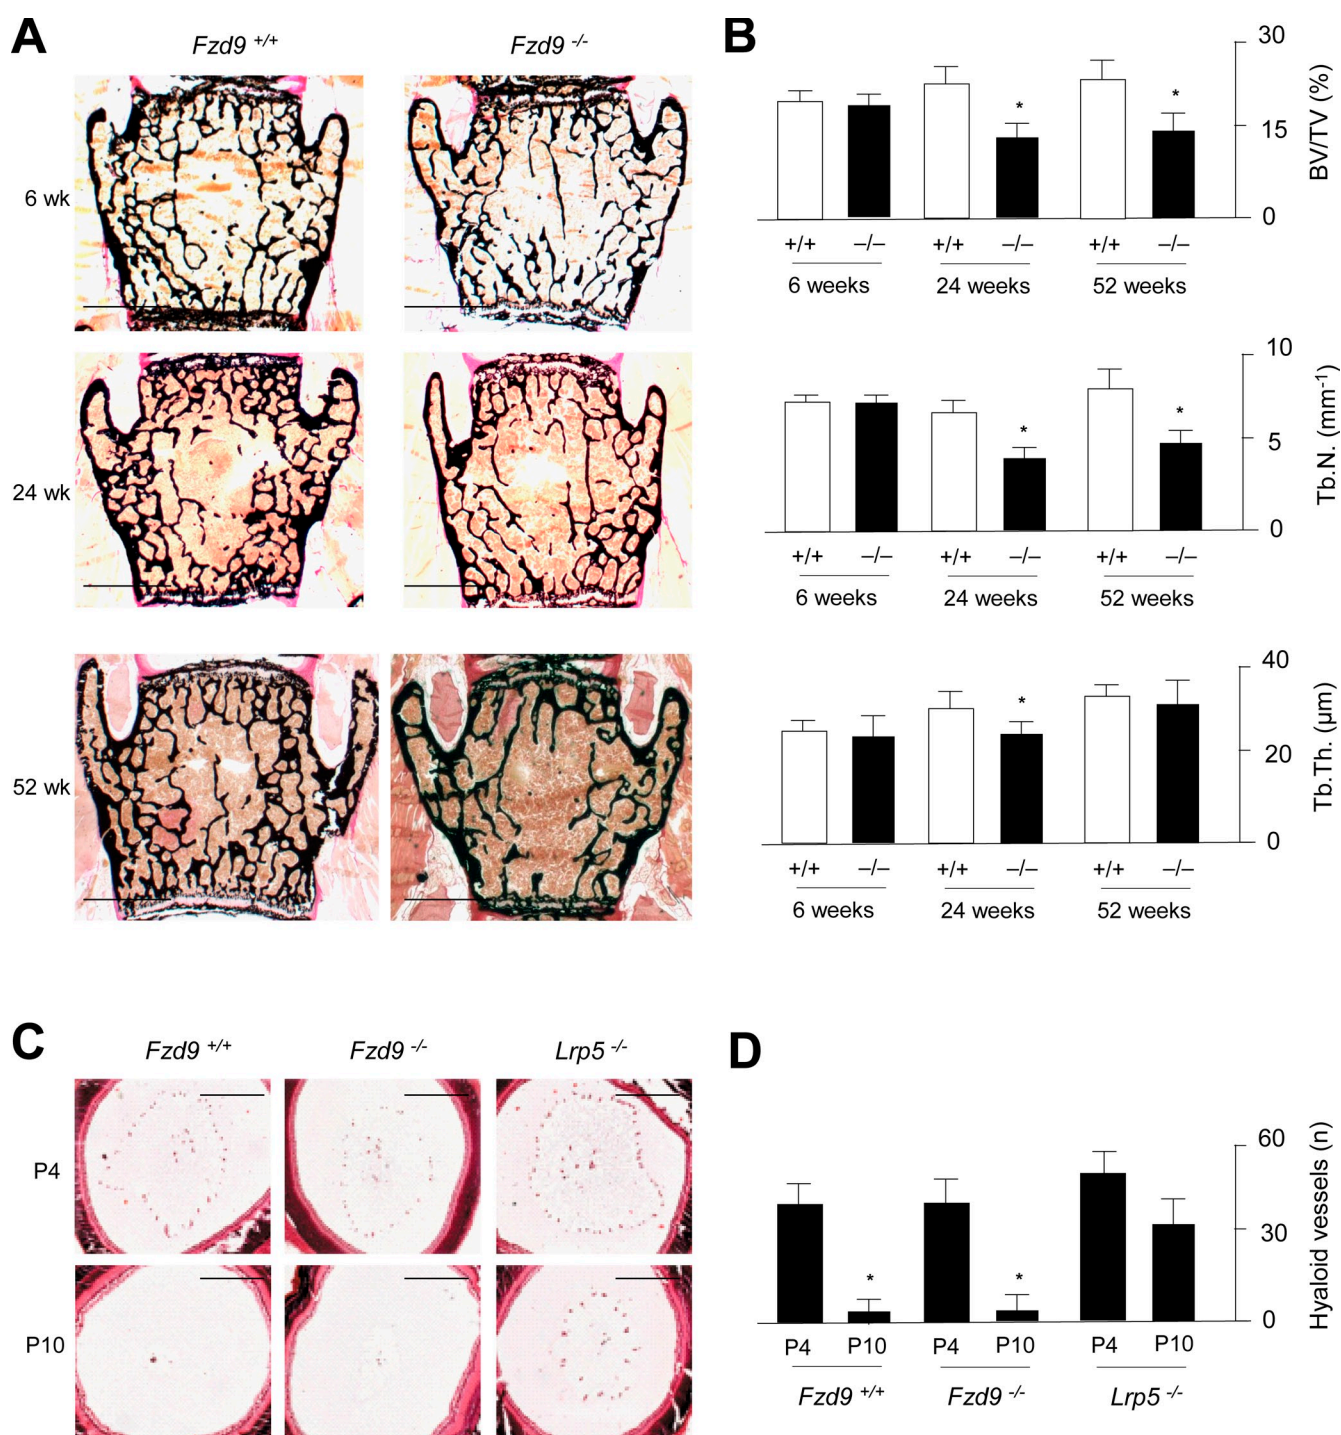 A
Fzd9 +/+
Fzd9 -/-
6 wk
24 wk
52 wk
B
30
15
0
BV/TV (%)
+/+ –/– +/+ –/– +/+ –/–
6 weeks 24 weeks 52 weeks
* *
10
5
0
Tb.N. (mm-1)
+/+ –/– +/+ –/– +/+ –/–
6 weeks 24 weeks 52 weeks
* *
40
20
0
Tb.Th. (µm)
+/+ –/– +/+ –/– +/+ –/–
6 weeks 24 weeks 52 weeks
*
C
Fzd9 +/+ Fzd9 -/- Lrp5 -/-
P4
P10
D
60
30
0
Hyaloid vessels (n)
* *
P4 P10 P4 P10 P4 P10
Fzd9 +/+ Fzd9 -/- Lrp5 -/-